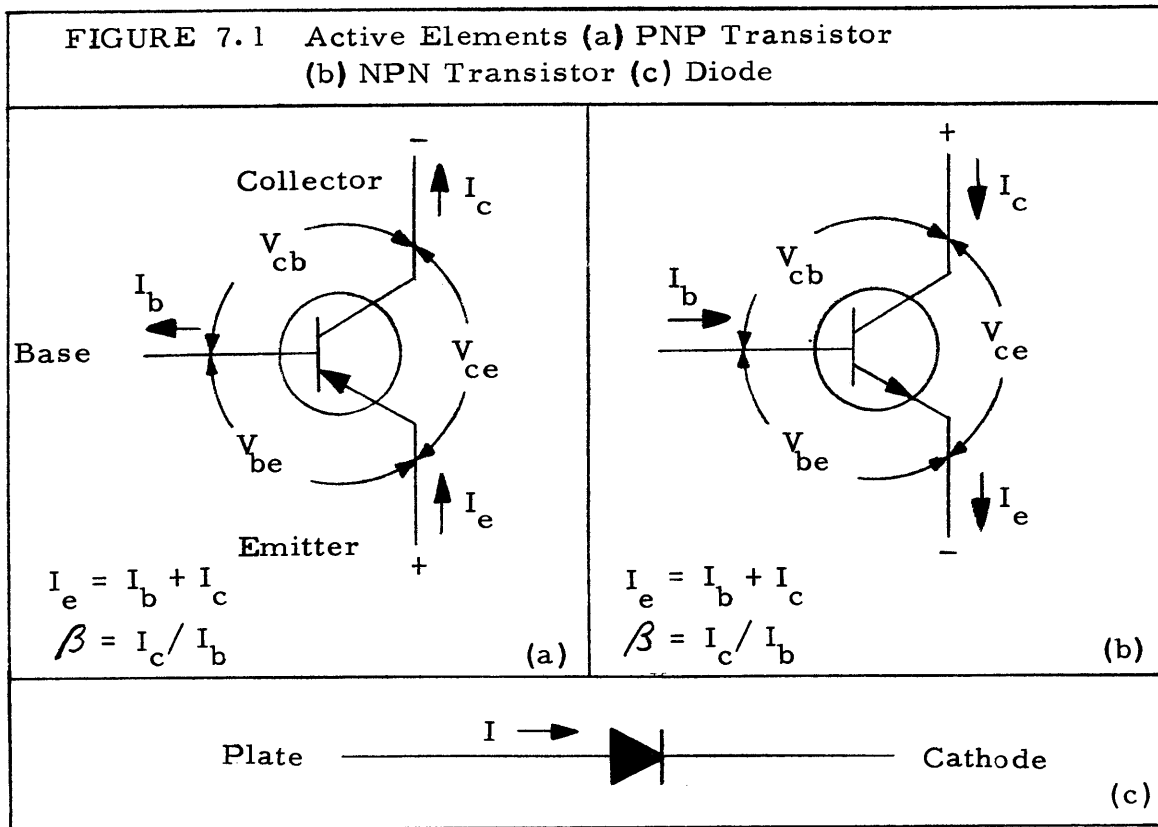 FIGURE 7.1 Active Elements (a) PNP Transistor
(b) NPN Transistor (c) Diode
-
Collector
I_c
V_cb
I_b
Base
V_ce
V_be
I_e
Emitter
+
I_e = I_b + I_c
β = I_c / I_b
(a)
+
I_c
V_cb
I_b
V_ce
V_be
I_e
-
I_e = I_b + I_c
β = I_c / I_b
(b)
I
Plate
Cathode
(c)